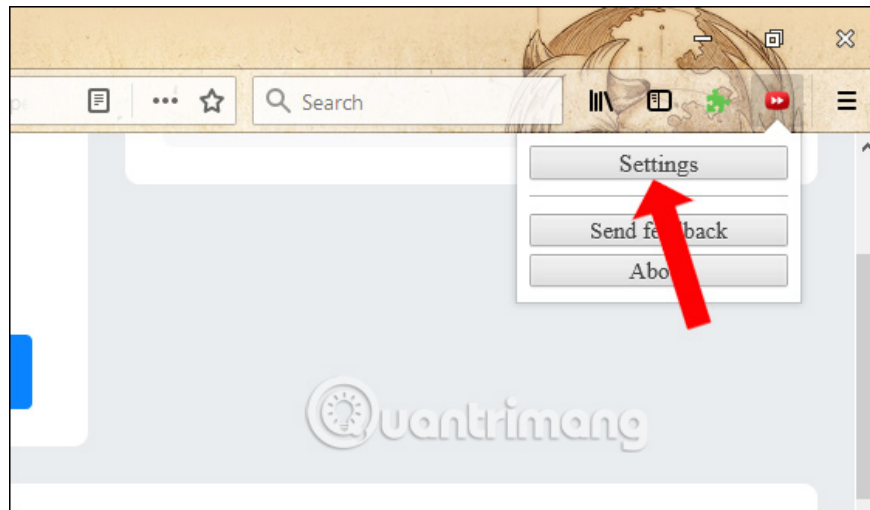 Search
Settings
Send feedback
About
Quantrimang